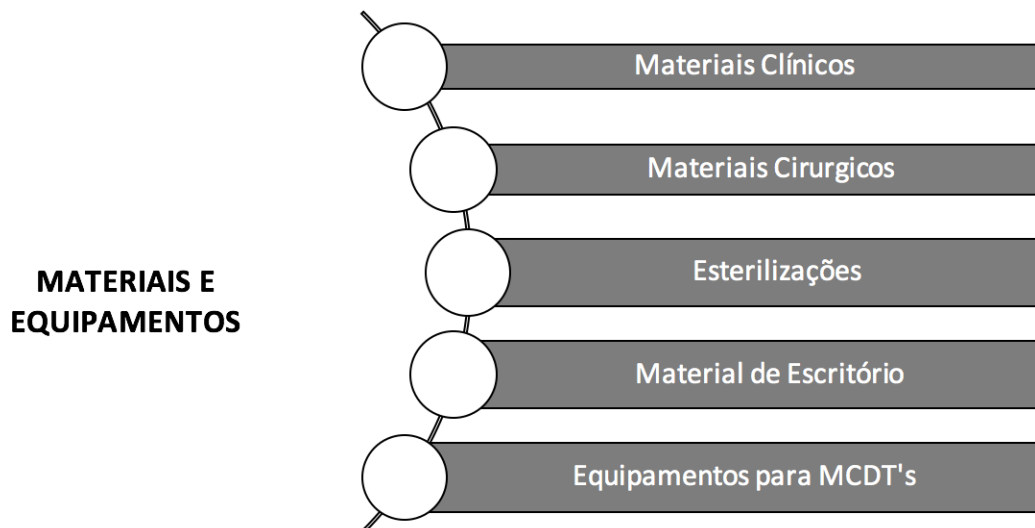 MATERIAIS E
EQUIPAMENTOS
Materiais Clínicos
Materiais Cirurgicos
Esterilizações
Material de Escritório
Equipamentos para MCDT's